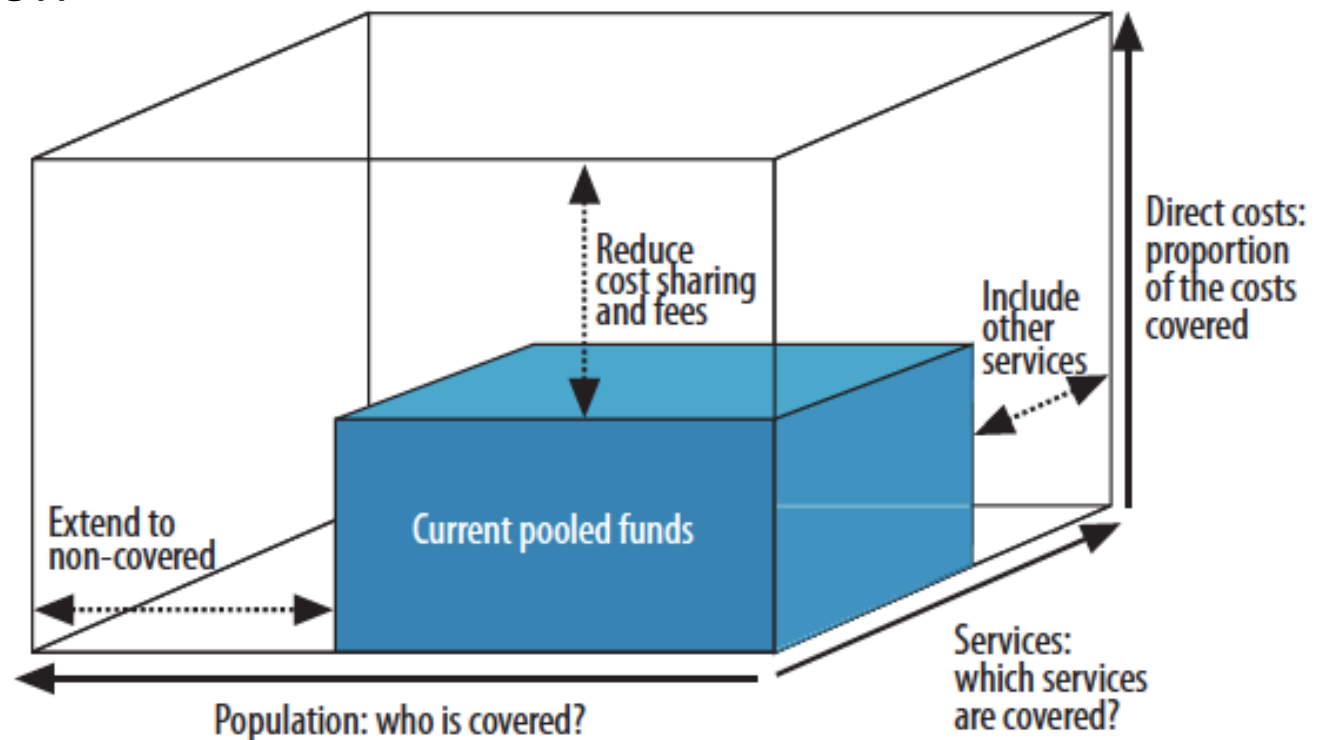 Reduce
cost sharing
and fees
Direct costs:
proportion
of the costs
covered
Include
other
services
Extend to
non-covered
Current pooled funds
Services:
which services
are covered?
Population: who is covered?